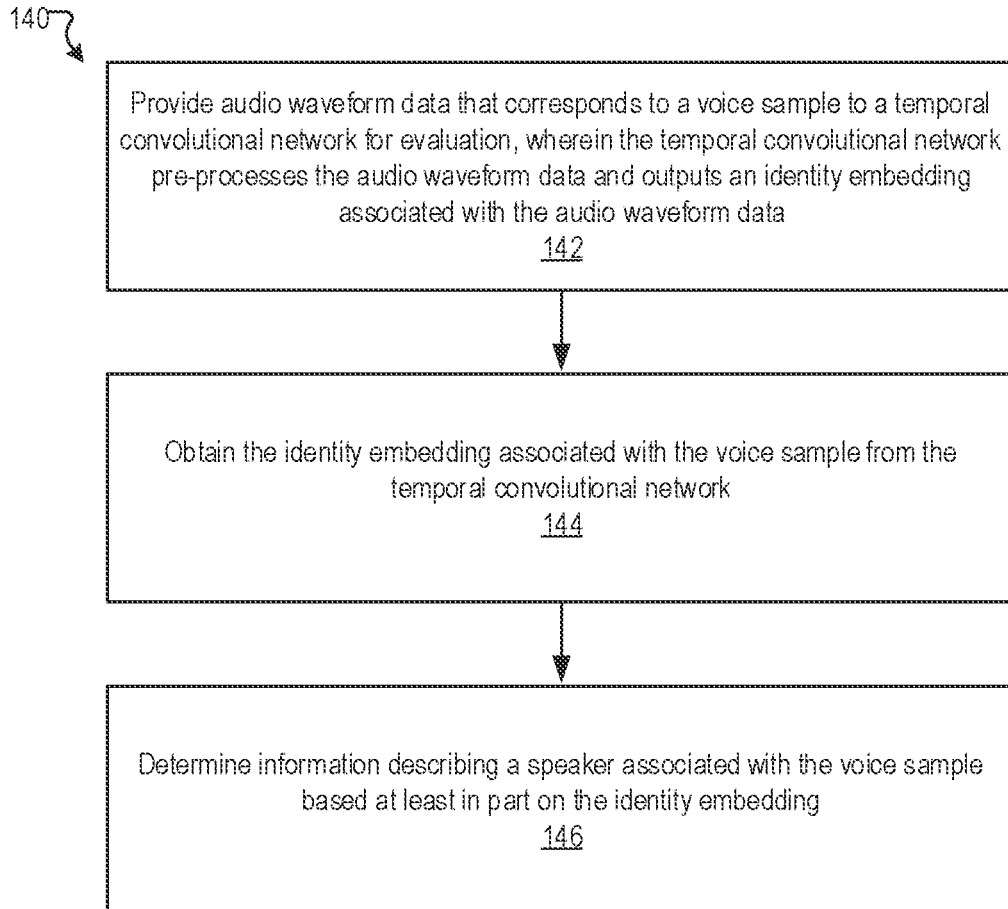 140
Provide audio waveform data that corresponds to a voice sample to a temporal
convolutional network for evaluation, wherein the temporal convolutional network
pre-processes the audio waveform data and outputs an identity embedding
associated with the audio waveform data
142
Obtain the identity embedding associated with the voice sample from the
temporal convolutional network
144
Determine information describing a speaker associated with the voice sample
based at least in part on the identity embedding
146